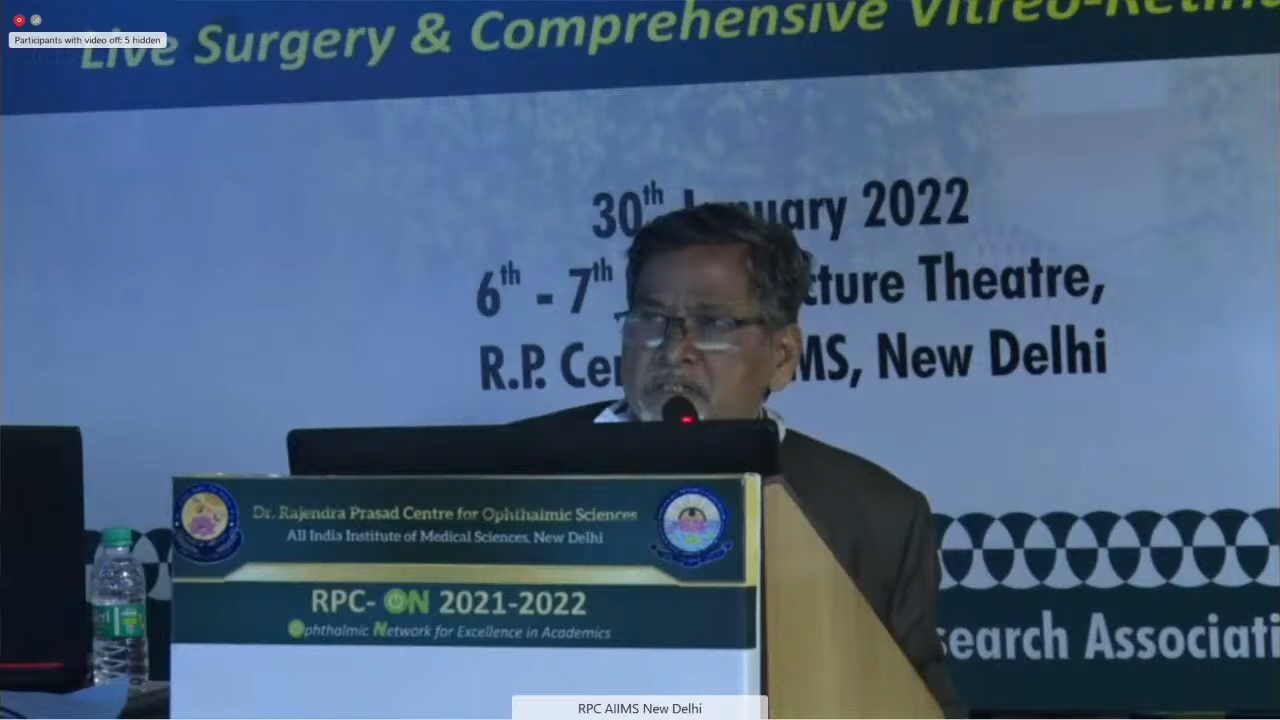 Participants with video off: 5 hidden
Live Surgery & Comprehensive Vitreo-Retina
30th January 2022
6th - 7th cture Theatre,
R.P. Cen MS, New Delhi
Dr. Rajendra Prasad Centre for Ophthalmic Sciences
All India Institute of Medical Sciences, New Delhi
RPC- ON 2021-2022
Ophthalmic Network for Excellence in Academics
search Associati
RPC AIIMS New Delhi